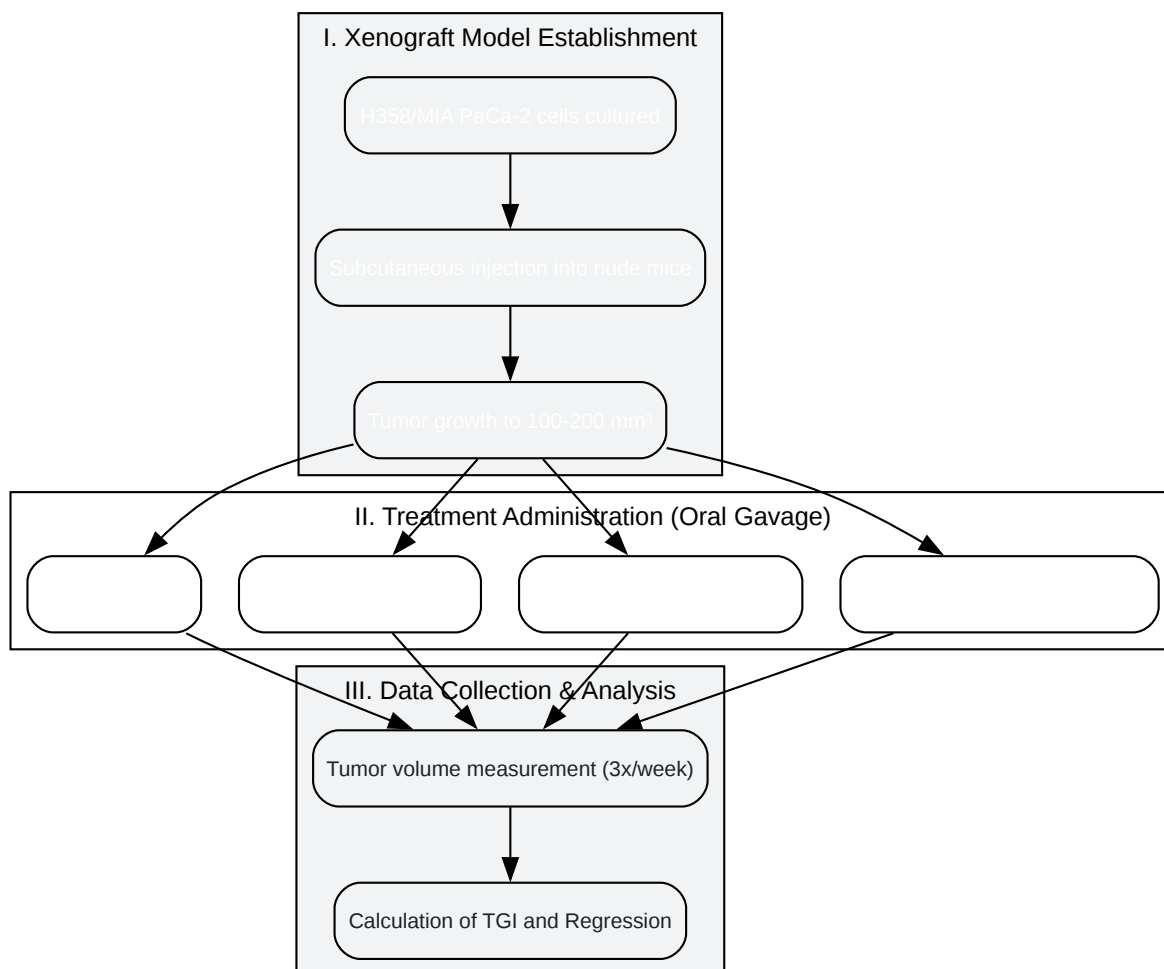 I. Xenograft Model Establishment
H358/MIA PaCa-2 cells cultured
Subcutaneous injection into nude mice
Tumor growth to 100-200 mm³
II. Treatment Administration (Oral Gavage)
III. Data Collection & Analysis
Tumor volume measurement (3x/week)
Calculation of TGI and Regression